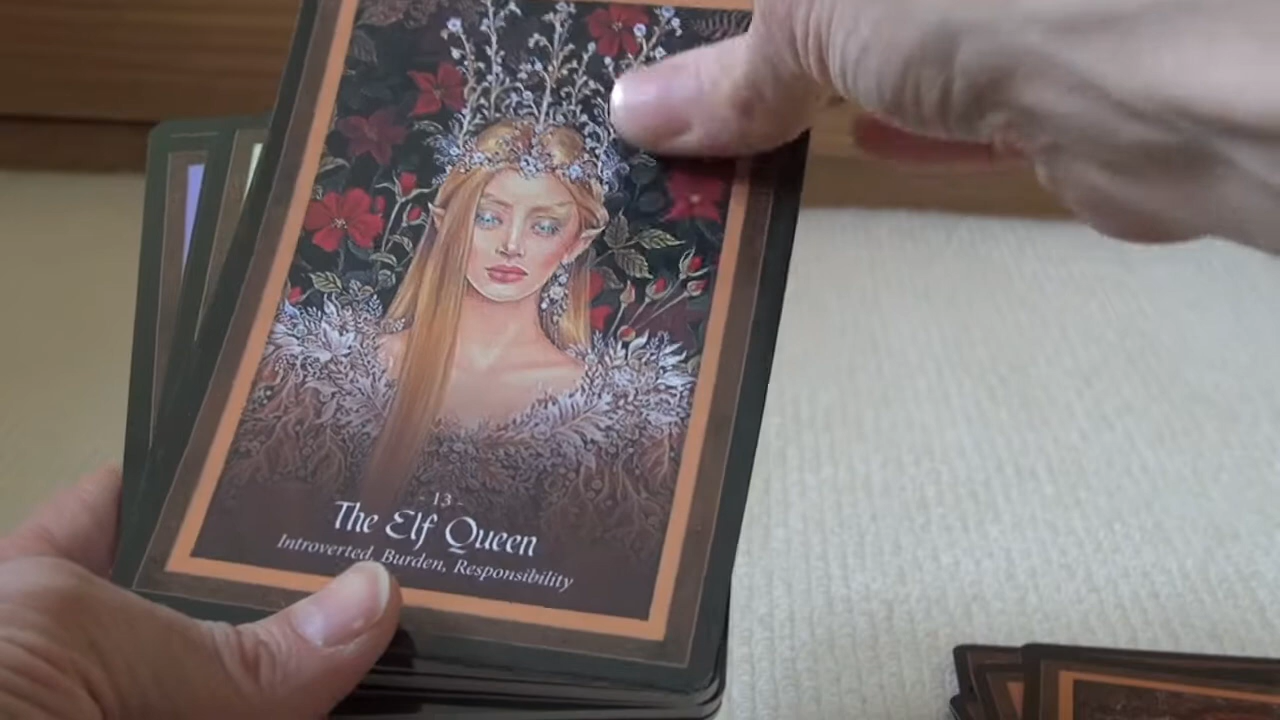 - 13 -
The Elf Queen
Introverted, Burden, Responsibility